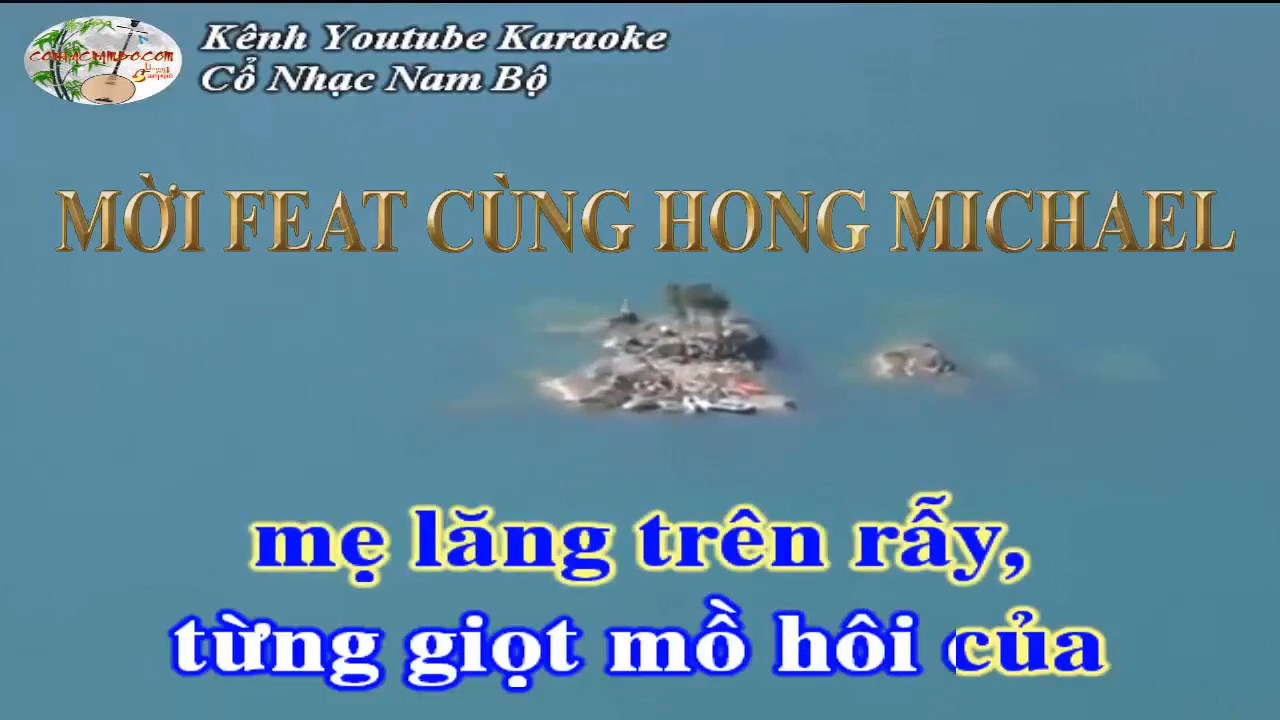 Kênh Youtube Karaoke
Cổ Nhạc Nam Bộ
MỜI FEAT CÙNG HONG MICHAEL
mẹ lăng trên rẫy,
từng giọt mồ hôi của